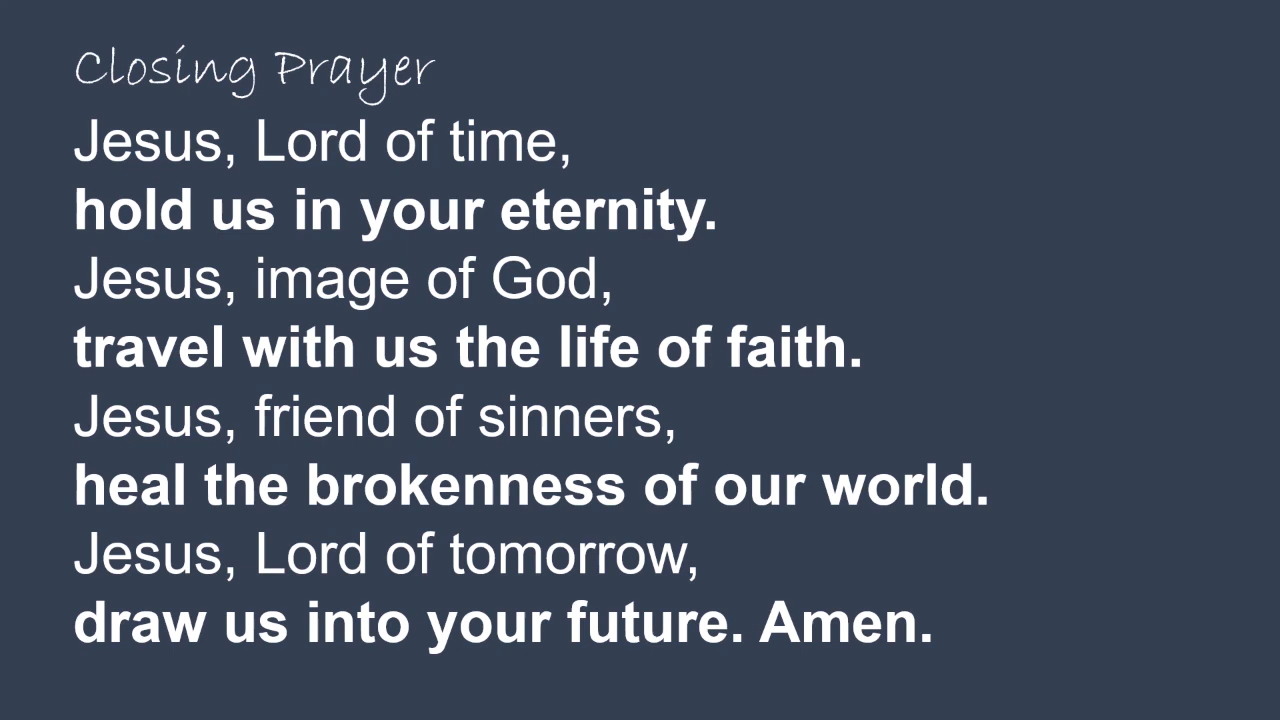 Closing Prayer
Jesus, Lord of time,
hold us in your eternity.
Jesus, image of God,
travel with us the life of faith.
Jesus, friend of sinners,
heal the brokenness of our world.
Jesus, Lord of tomorrow,
draw us into your future. Amen.